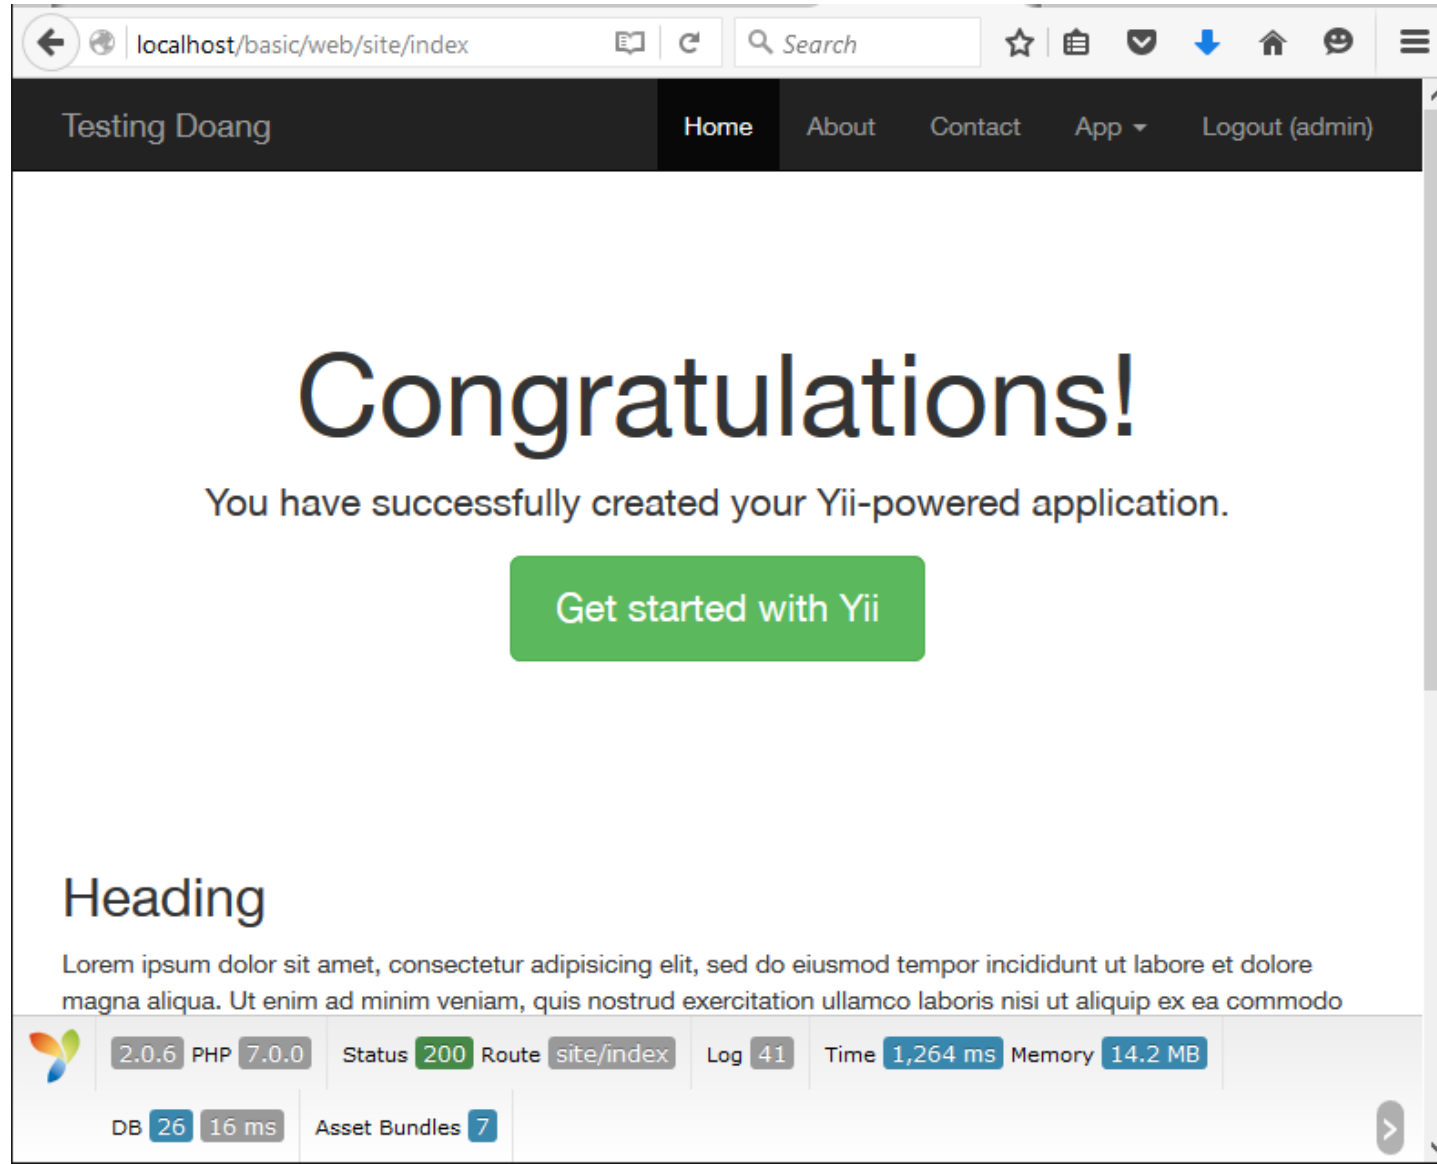 localhost/basic/web/site/index Search
Testing Doang Home About Contact App Logout (admin)
Congratulations!
You have successfully created your Yii-powered application.
Get started with Yii
Heading
Lorem ipsum dolor sit amet, consectetur adipisicing elit, sed do eiusmod tempor incididunt ut labore et dolore
magna aliqua. Ut enim ad minim veniam, quis nostrud exercitation ullamco laboris nisi ut aliquip ex ea commodo
2.0.6 PHP 7.0.0 Status 200 Route site/index Log 41 Time 1,264 ms Memory 14.2 MB
DB 26 16 ms Asset Bundles 7